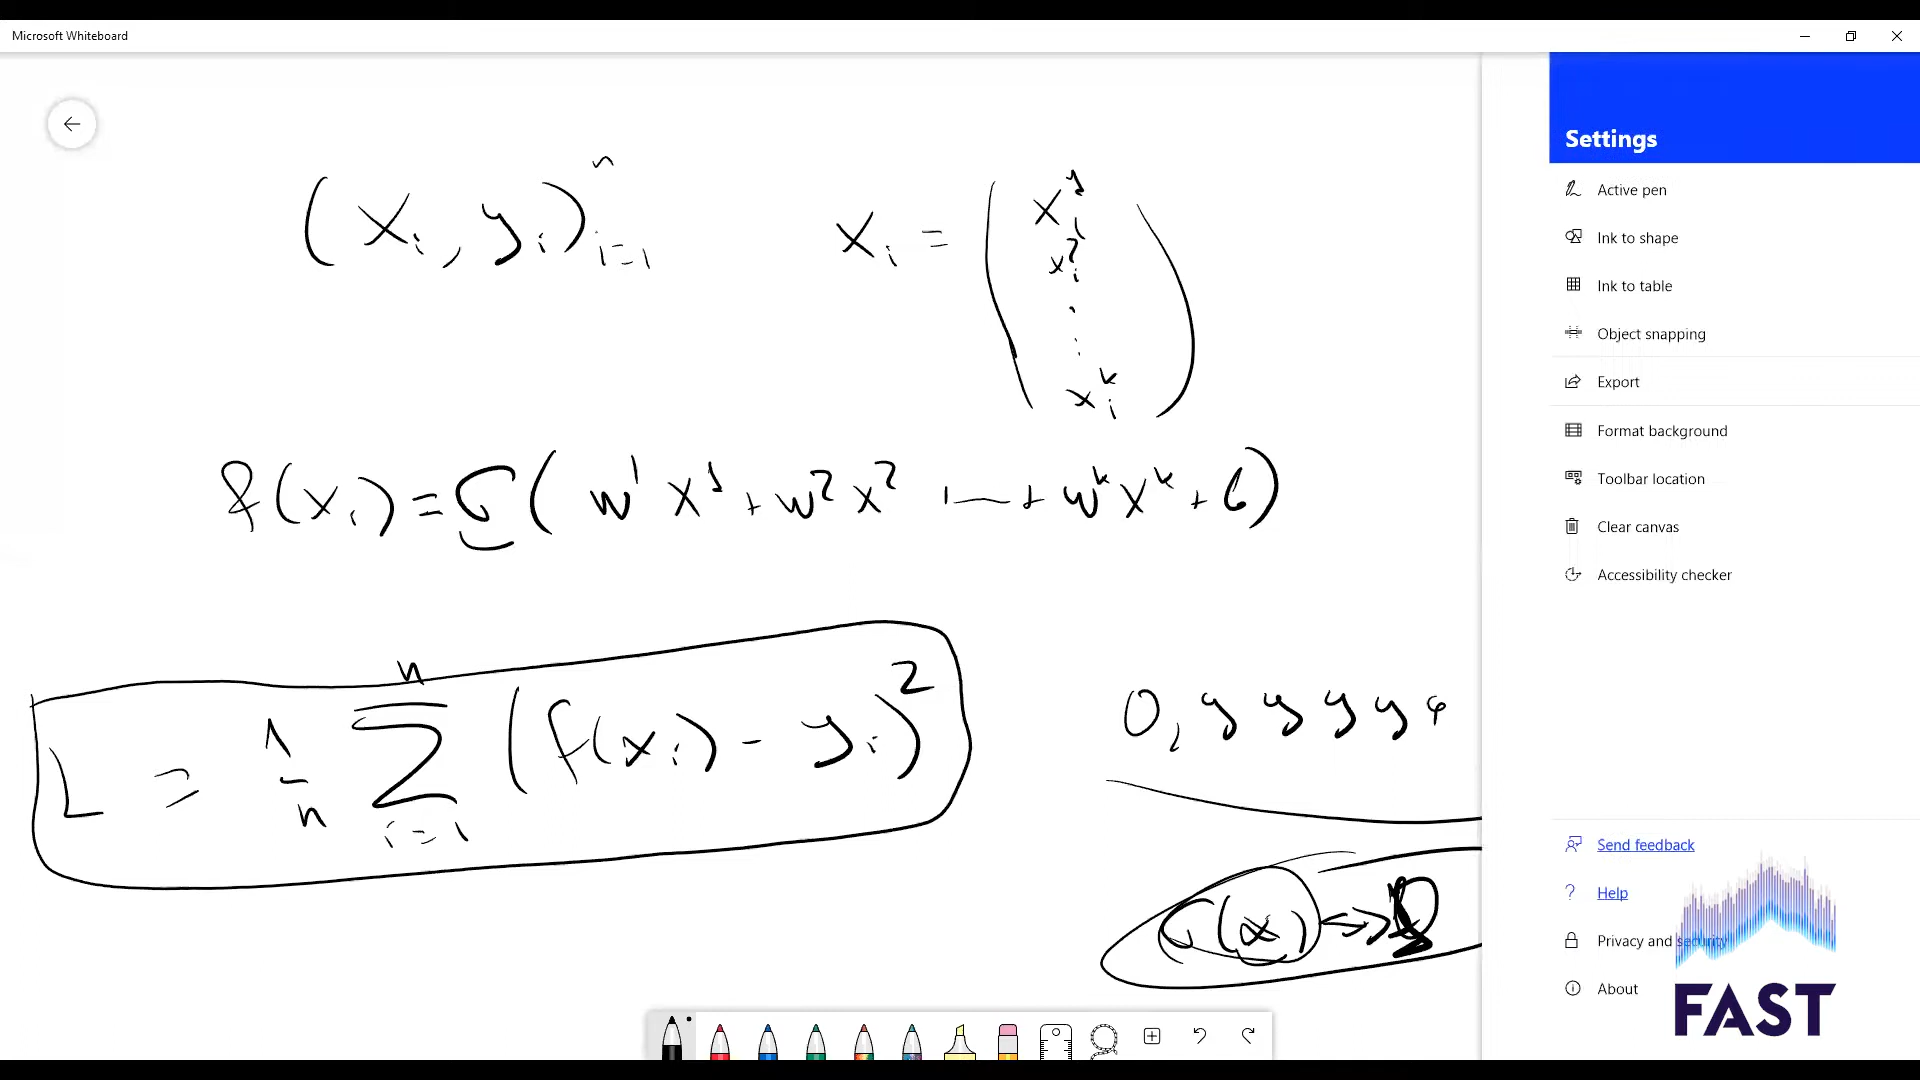 Microsoft Whiteboard
Settings
Active pen
Ink to shape
Ink to table
Object snapping
Export
Format background
Toolbar location
Clear canvas
Accessibility checker
Send feedback
Help
Privacy and security
About
FAST
(x_i, y_i)_{i=1}^n
x_i = (x_i^1 x_i^2 . . . x_i^k)
f(x_i) = σ(w^1 x^1 + w^2 x^2 + — + w^k x^k + b)
L = 1/n ∑_{i=1}^n (f(x_i) - y_i)^2
σ(x)